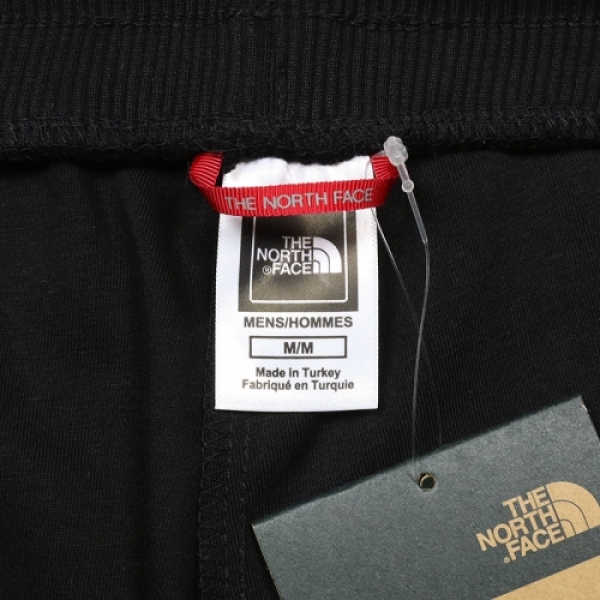 THE NORTH FACE
THE
NORTH
®FACE
MENS/HOMMES
M/M
Made in Turkey
Fabriqué en Turquie
THE
NORTH
FACE